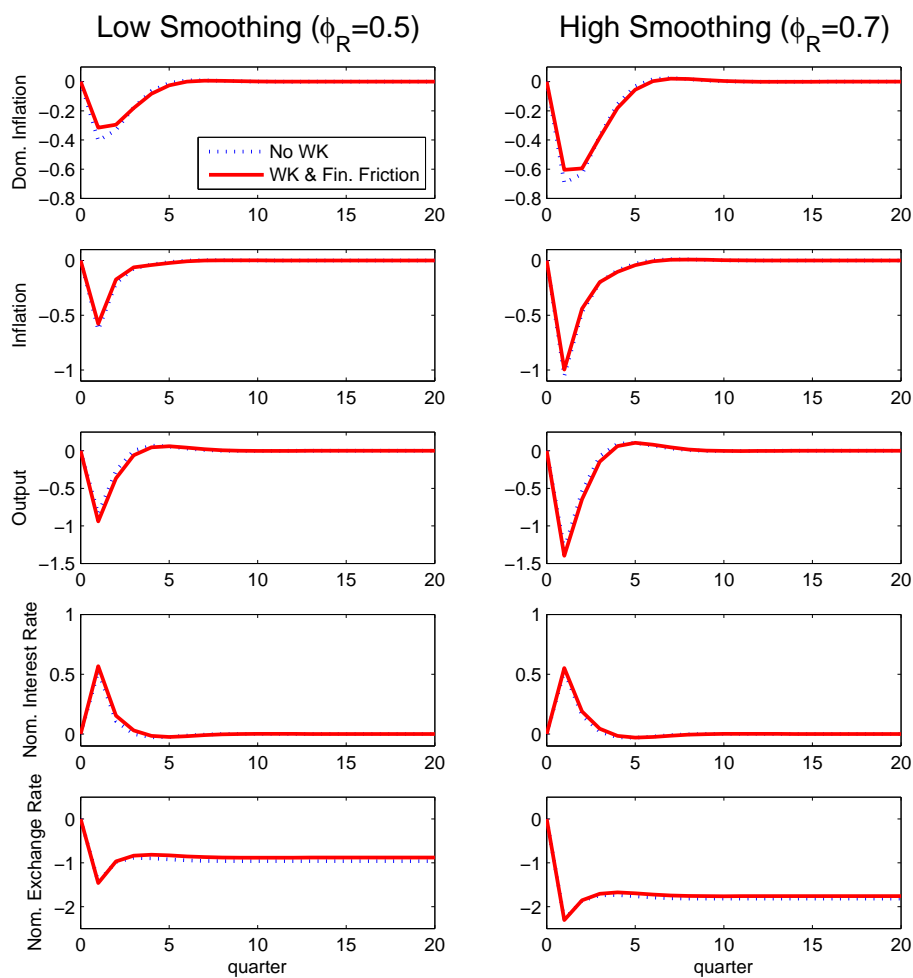 Low Smoothing (ϕ_R=0.5)
High Smoothing (ϕ_R=0.7)
Dom. Inflation
0
−0.2
−0.4
−0.6
−0.8
No WK
WK & Fin. Friction
0 5 10 15 20
0
−0.2
−0.4
−0.6
−0.8
0 5 10 15 20
Inflation
0
−0.5
−1
0 5 10 15 20
0
−0.5
−1
0 5 10 15 20
Output
0
−0.5
−1
−1.5
0 5 10 15 20
0
−0.5
−1
−1.5
0 5 10 15 20
Nom. Interest Rate
1
0.5
0
0 5 10 15 20
1
0.5
0
0 5 10 15 20
Nom. Exchange Rate
0
−1
−2
0 5 10 15 20
quarter
0
−1
−2
0 5 10 15 20
quarter